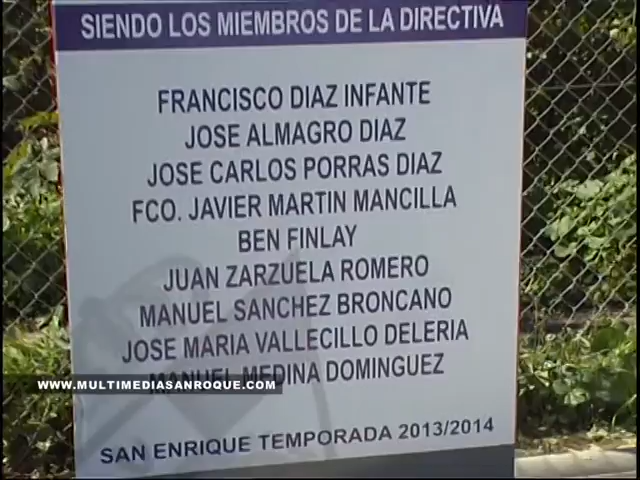 SIENDO LOS MIEMBROS DE LA DIRECTIVA
FRANCISCO DIAZ INFANTE
JOSE ALMAGRO DIAZ
JOSE CARLOS PORRAS DIAZ
FCO. JAVIER MARTIN MANCILLA
BEN FINLAY
JUAN ZARZUELA ROMERO
MANUEL SANCHEZ BRONCANO
JOSE MARIA VALLECILLO DELERIA
MANUEL MEDINA DOMINGUEZ
WWW.MULTIMEDIASANROQUE.COM
SAN ENRIQUE TEMPORADA 2013/2014